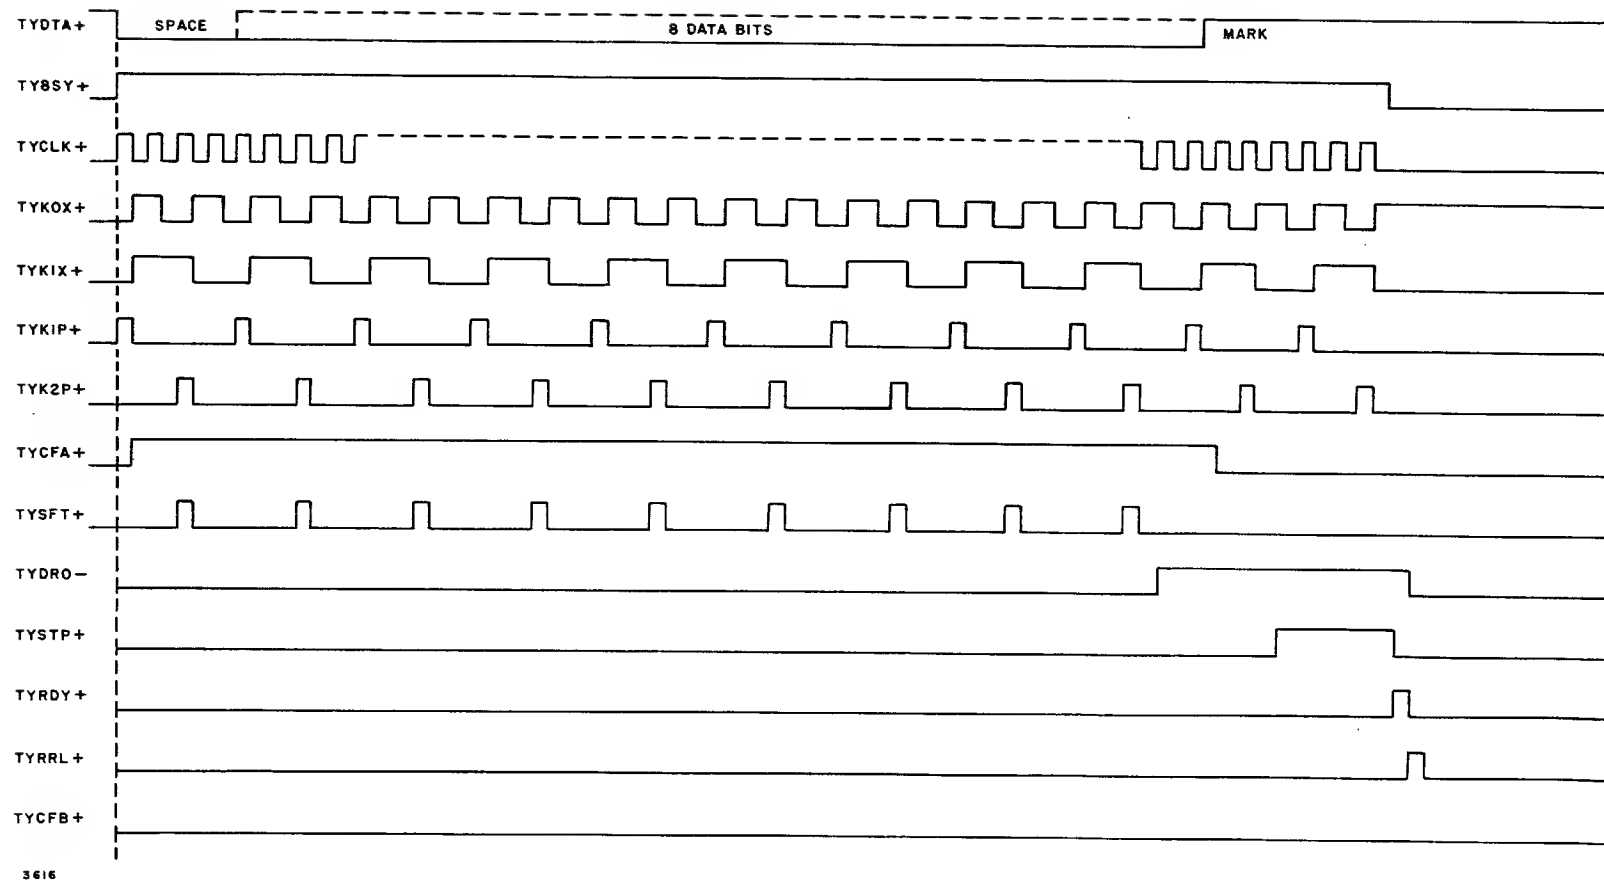 TYDTA+ SPACE 8 DATA BITS MARK
TYBSY+
TYCLK+
TYKOX+
TYKIX+
TYKIP+
TYK2P+
TYCFA+
TYSFT+
TYDRO-
TYSTP+
TYRDY+
TYRRL+
TYCFB+
3616